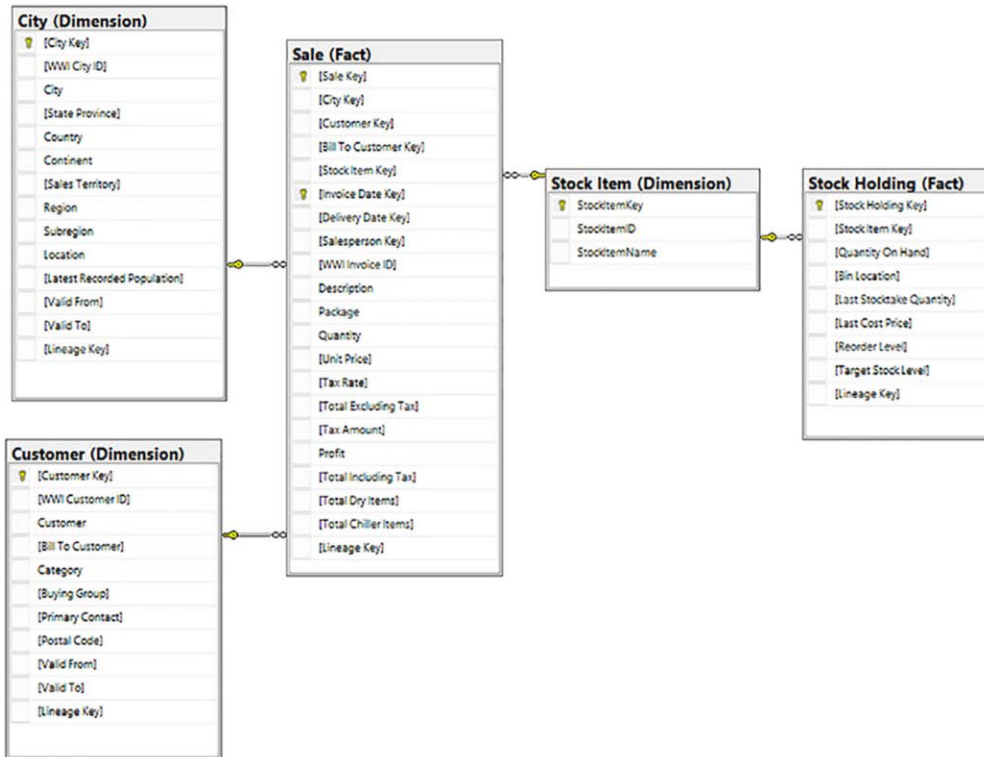 City (Dimension)
[City Key]
[WWI City ID]
City
[State Province]
Country
Continent
[Sales Territory]
Region
Subregion
Location
[Latest Recorded Population]
[Valid From]
[Valid To]
[Lineage Key]
Sale (Fact)
[Sale Key]
[City Key]
[Customer Key]
[Bill To Customer Key]
[Stock Item Key]
[Invoice Date Key]
[Delivery Date Key]
[Salesperson Key]
[WWI Invoice ID]
Description
Package
Quantity
[Unit Price]
[Tax Rate]
[Total Excluding Tax]
[Tax Amount]
Profit
[Total Including Tax]
[Total Dry Items]
[Total Chiller Items]
[Lineage Key]
Stock Item (Dimension)
StockItemKey
StockItemID
StockItemName
Stock Holding (Fact)
[Stock Holding Key]
[Stock Item Key]
[Quantity On Hand]
[Bin Location]
[Last Stocktake Quantity]
[Last Cost Price]
[Reorder Level]
[Target Stock Level]
[Lineage Key]
Customer (Dimension)
[Customer Key]
[WWI Customer ID]
Customer
[Bill To Customer]
Category
[Buying Group]
[Primary Contact]
[Postal Code]
[Valid From]
[Valid To]
[Lineage Key]